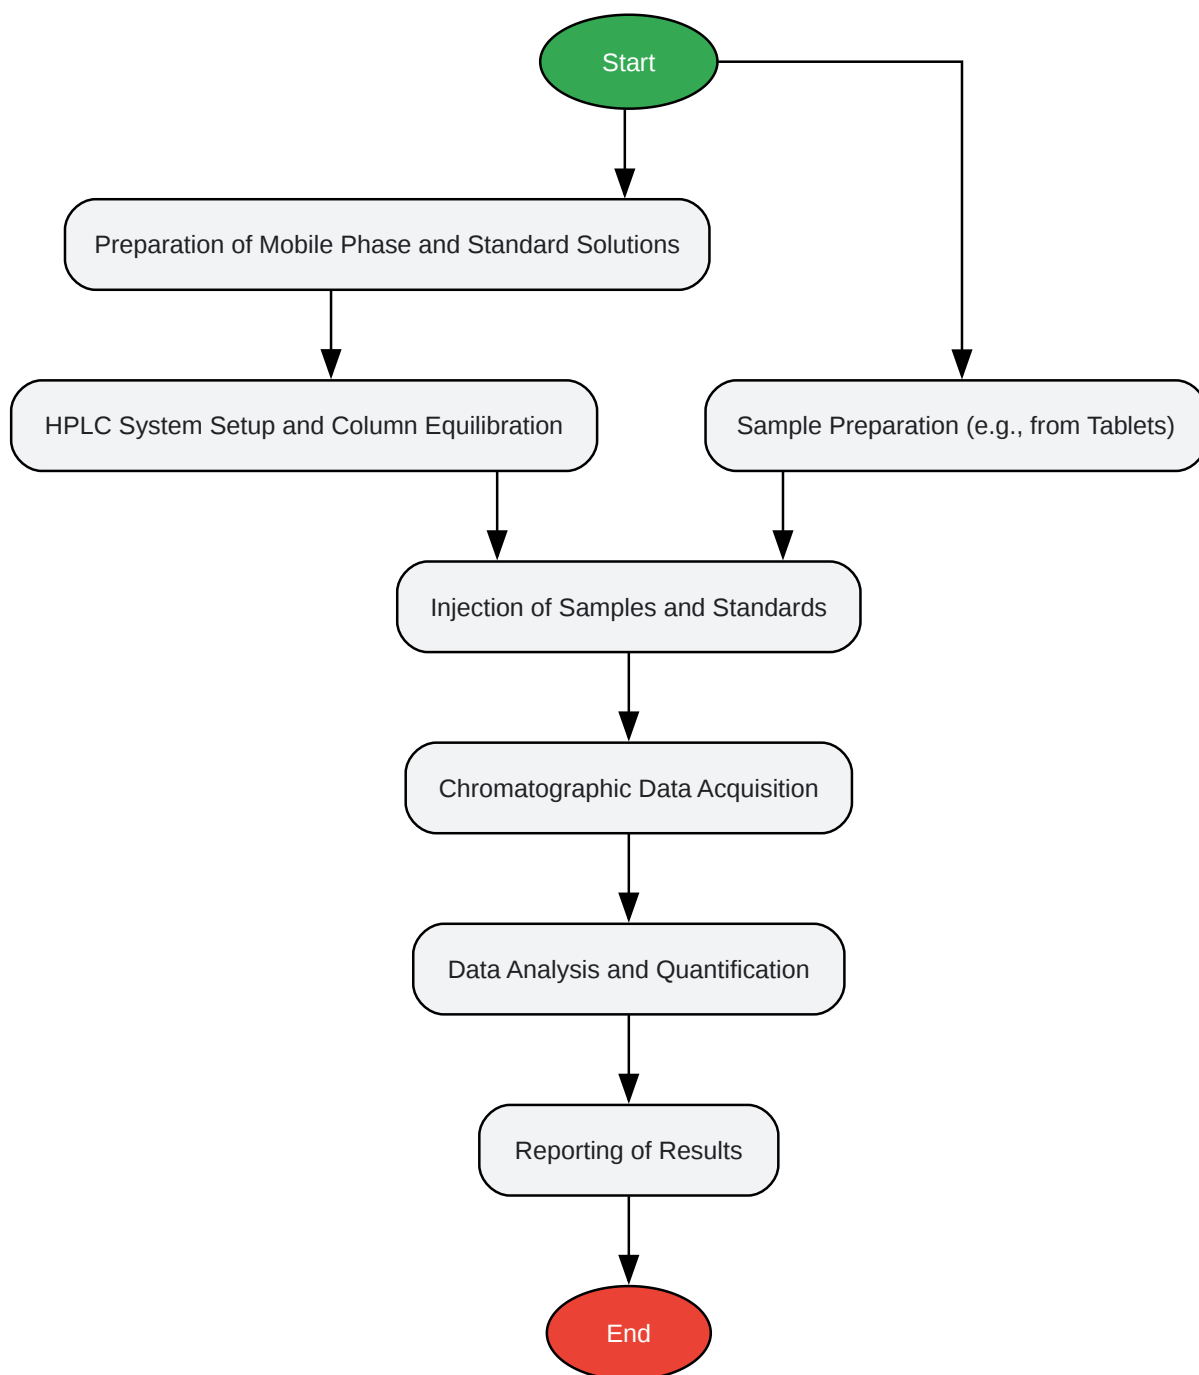 Start
Preparation of Mobile Phase and Standard Solutions
HPLC System Setup and Column Equilibration
Sample Preparation (e.g., from Tablets)
Injection of Samples and Standards
Chromatographic Data Acquisition
Data Analysis and Quantification
Reporting of Results
End